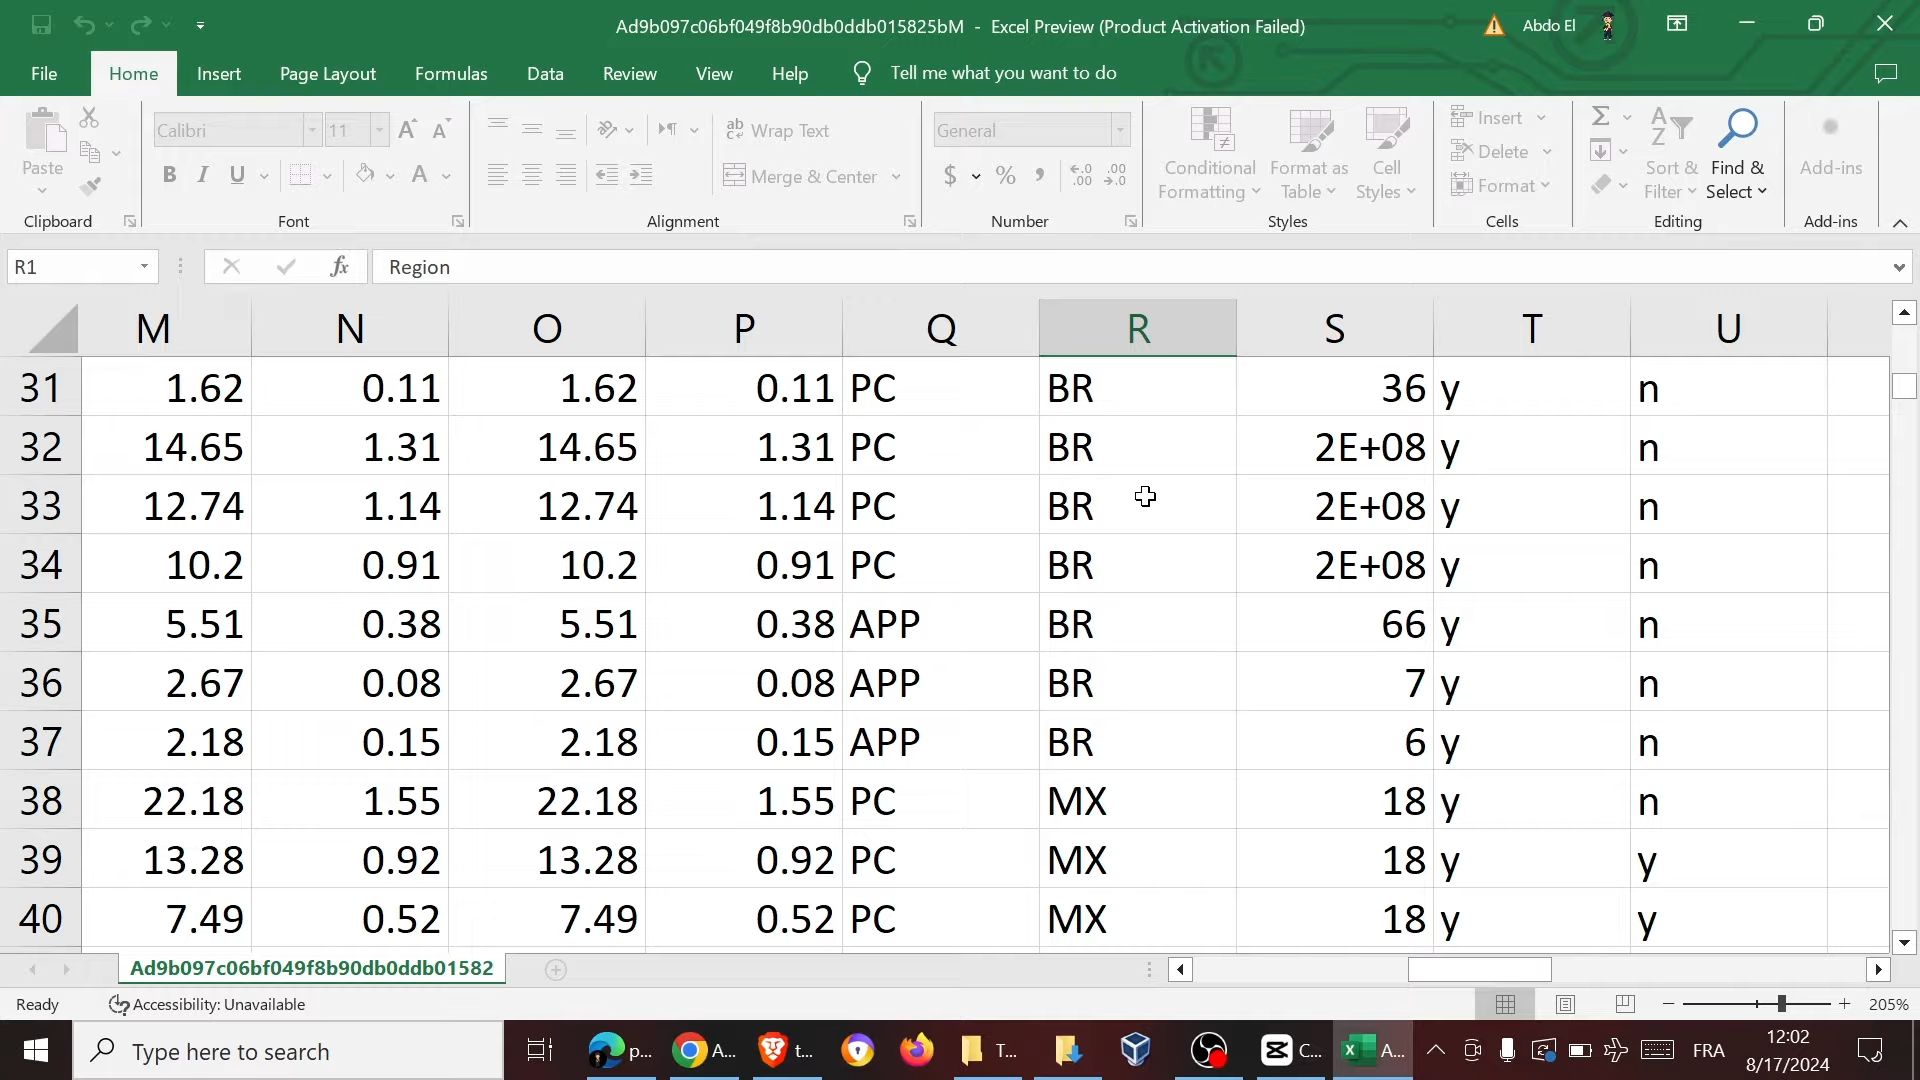 Ad9b097c06bf049f8b90db0ddb015825bM - Excel Preview (Product Activation Failed)
Abdo El
File Home Insert Page Layout Formulas Data Review View Help Tell me what you want to do
Calibri 11
ab Wrap Text
General
Insert
Paste
B I U A
Merge & Center
$ % , .00 .00
Conditional Formatting
Format as Table
Cell Styles
Delete
Format
Sort & Filter
Find & Select
Add-ins
Clipboard Font Alignment Number Styles Cells Editing Add-ins
R1 fx Region
M N O P Q R S T U
31 1.62 0.11 1.62 0.11 PC BR 36 y n
32 14.65 1.31 14.65 1.31 PC BR 2E+08 y n
33 12.74 1.14 12.74 1.14 PC BR 2E+08 y n
34 10.2 0.91 10.2 0.91 PC BR 2E+08 y n
35 5.51 0.38 5.51 0.38 APP BR 66 y n
36 2.67 0.08 2.67 0.08 APP BR 7 y n
37 2.18 0.15 2.18 0.15 APP BR 6 y n
38 22.18 1.55 22.18 1.55 PC MX 18 y n
39 13.28 0.92 13.28 0.92 PC MX 18 y y
40 7.49 0.52 7.49 0.52 PC MX 18 y y
Ad9b097c06bf049f8b90db0ddb01582
Ready Accessibility: Unavailable 205%
Type here to search p... A... t... T... C... A... FRA 12:02
8/17/2024